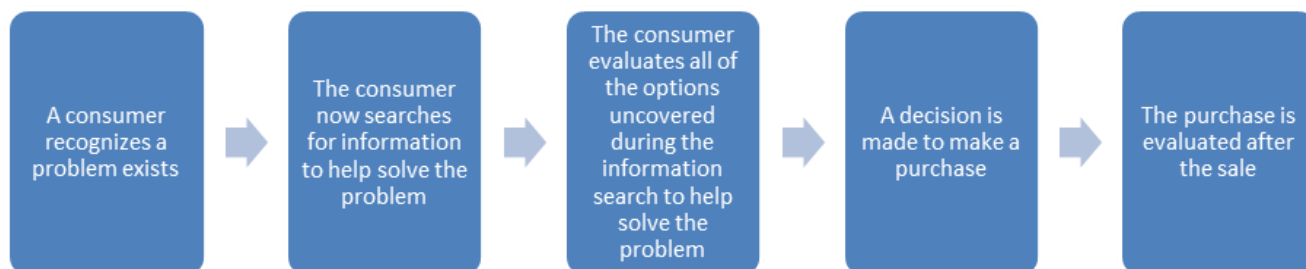 A consumer
recognizes a
problem exists
The consumer
now searches
for information
to help solve the
problem
The consumer
evaluates all of
the options
uncovered
during the
information
search to help
solve the
problem
A decision is
made to make a
purchase
The purchase is
evaluated after
the sale